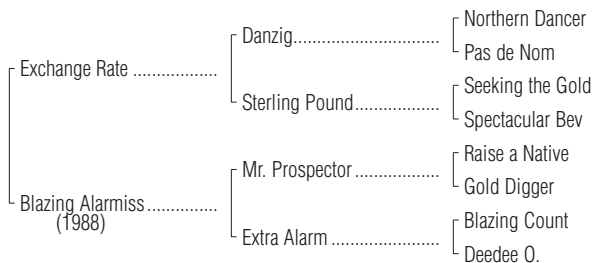 Northern Dancer
Danzig..............................
Pas de Nom
Exchange Rate .................
Seeking the Gold
Sterling Pound..................
Spectacular Bev
Raise a Native
Mr. Prospector ..................
Gold Digger
Blazing Alarmiss...............
(1988)
Blazing Count
Extra Alarm .......................
Deedee O.